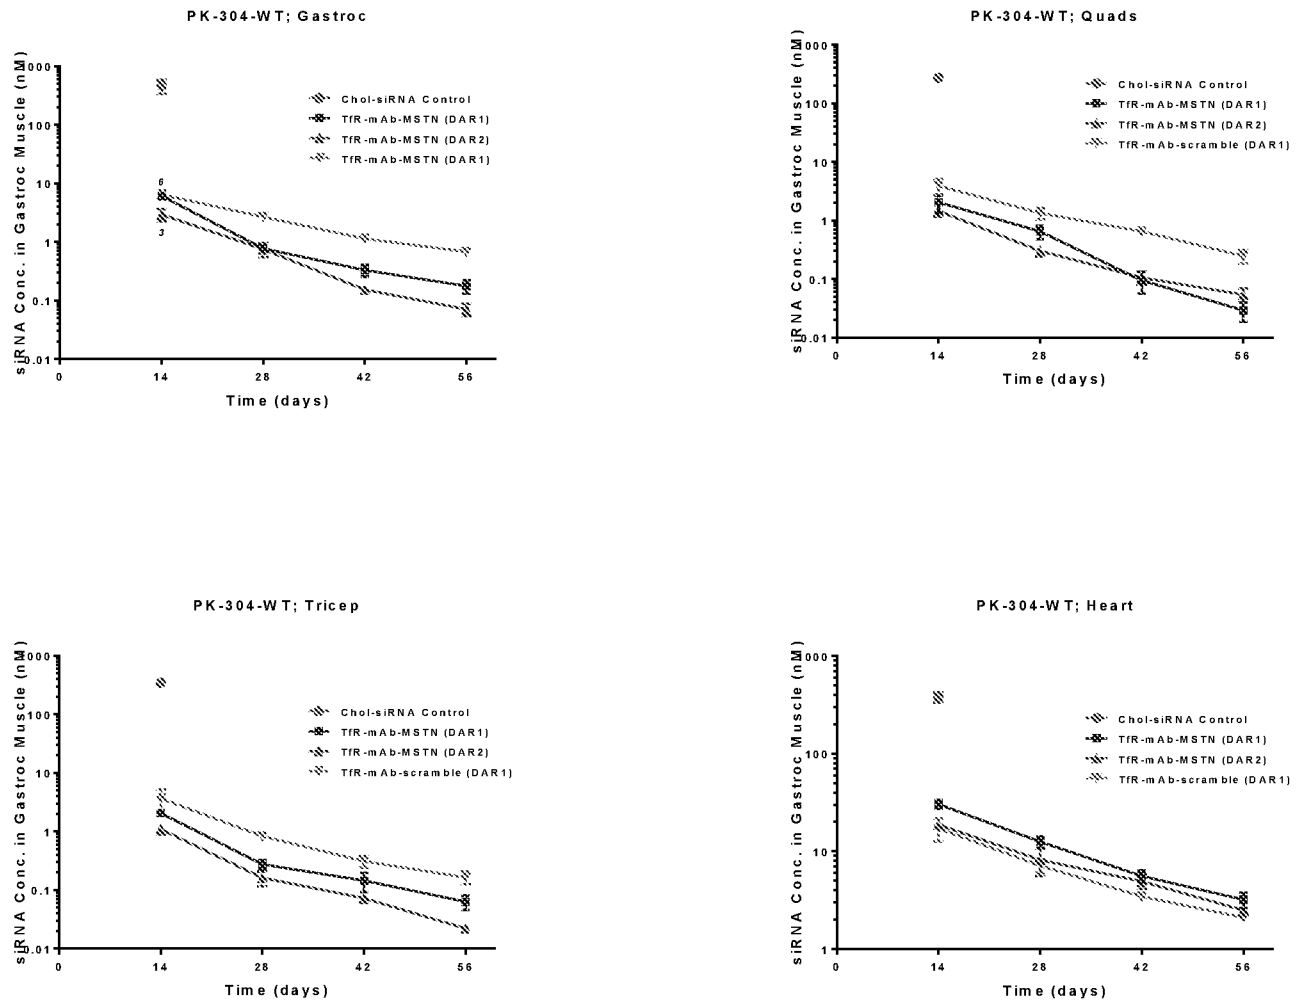 PK-304-WT; Gastroc
siRNA Conc. in Gastroc Muscle (nM)
1000
100
10
1
0.1
0.01
6
3
Chol-siRNA Control
TfR-mAb-MSTN (DAR1)
TfR-mAb-MSTN (DAR2)
TfR-mAb-MSTN (DAR1)
0 14 28 42 56
Time (days)
PK-304-WT; Quads
siRNA Conc. in Gastroc Muscle (nM)
1000
100
10
1
0.1
0.01
Chol-siRNA Control
TfR-mAb-MSTN (DAR1)
TfR-mAb-MSTN (DAR2)
TfR-mAb-scramble (DAR1)
0 14 28 42 56
Time (days)
PK-304-WT; Tricep
siRNA Conc. in Gastroc Muscle (nM)
1000
100
10
1
0.1
0.01
Chol-siRNA Control
TfR-mAb-MSTN (DAR1)
TfR-mAb-MSTN (DAR2)
TfR-mAb-scramble (DAR1)
0 14 28 42 56
Time (days)
PK-304-WT; Heart
siRNA Conc. in Gastroc Muscle (nM)
1000
100
10
1
Chol-siRNA Control
TfR-mAb-MSTN (DAR1)
TfR-mAb-MSTN (DAR2)
TfR-mAb-scramble (DAR1)
0 14 28 42 56
Time (days)